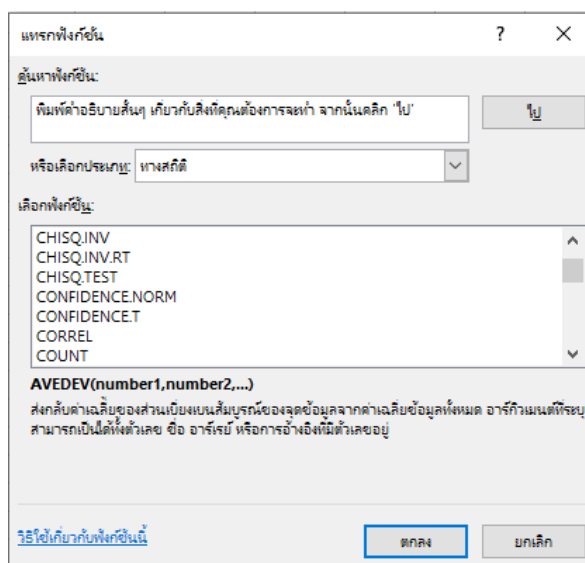 แทรกฟังก์ชัน ? ×
ค้นหาฟังก์ชัน:
พิมพ์คำอธิบายสั้นๆ เกี่ยวกับสิ่งที่คุณต้องการจะทำ จากนั้นคลิก 'ไป'
ไป
หรือเลือกประเภท: ทางสถิติ
เลือกฟังก์ชัน:
CHISQ.INV
CHISQ.INV.RT
CHISQ.TEST
CONFIDENCE.NORM
CONFIDENCE.T
CORREL
COUNT
AVEDEV(number1,number2,...)
ส่งกลับค่าเฉลี่ยของส่วนเบี่ยงเบนสัมบูรณ์ของจุดข้อมูลจากค่าเฉลี่ยข้อมูลทั้งหมด อาร์กิวเมนต์ที่ระบุ
สามารถเป็นได้ทั้งตัวเลข ชื่อ อาร์เรย์ หรือการอ้างอิงที่มีตัวเลขอยู่
วิธีใช้เกี่ยวกับฟังก์ชันนี้
ตกลง
ยกเลิก